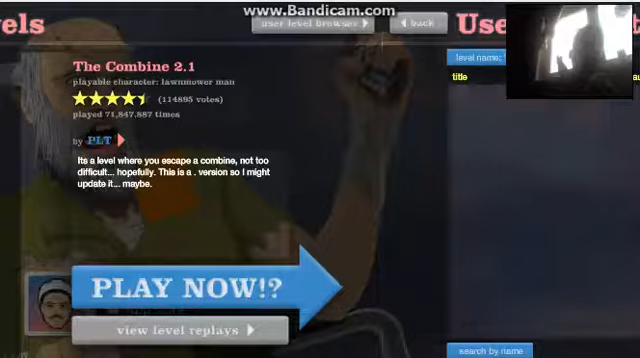 www.Bandicam.com
els
user level browser
back
Use
The Combine 2.1
playable character: lawnmower man
(114895 votes)
played 71,847,887 times
by PLT
Its a level where you escape a combine, not too
difficult... hopefully. This is a . version so I might
update it... maybe.
PLAY NOW!?
view level replays
level name:
title
au
search by name